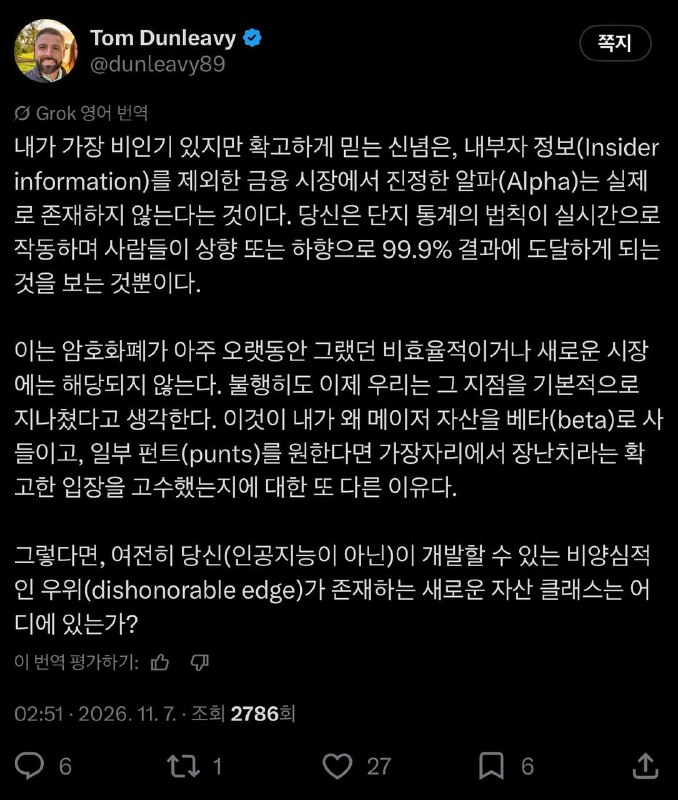 Tom Dunleavy
@dunleavy89
쪽지
Grok 영어 번역
내가 가장 비인기 있지만 확고하게 믿는 신념은, 내부자 정보(Insider
information)를 제외한 금융 시장에서 진정한 알파(Alpha)는 실제
로 존재하지 않는다는 것이다. 당신은 단지 통계의 법칙이 실시간으로
작동하며 사람들이 상향 또는 하향으로 99.9% 결과에 도달하게 되는
것을 보는 것뿐이다.
이는 암호화폐가 아주 오랫동안 그랬던 비효율적이거나 새로운 시장
에는 해당되지 않는다. 불행히도 이제 우리는 그 지점을 기본적으로
지나쳤다고 생각한다. 이것이 내가 왜 메이저 자산을 베타(beta)로 사
들이고, 일부 펀트(punts)를 원한다면 가장자리에서 장난치라는 확
고한 입장을 고수했는지에 대한 또 다른 이유다.
그렇다면, 여전히 당신(인공지능이 아닌)이 개발할 수 있는 비양심적
인 우위(dishonorable edge)가 존재하는 새로운 자산 클래스는 어
디에 있는가?
이 번역 평가하기:
02:51 · 2026. 11. 7. · 조회 2786회
6 1 27 6